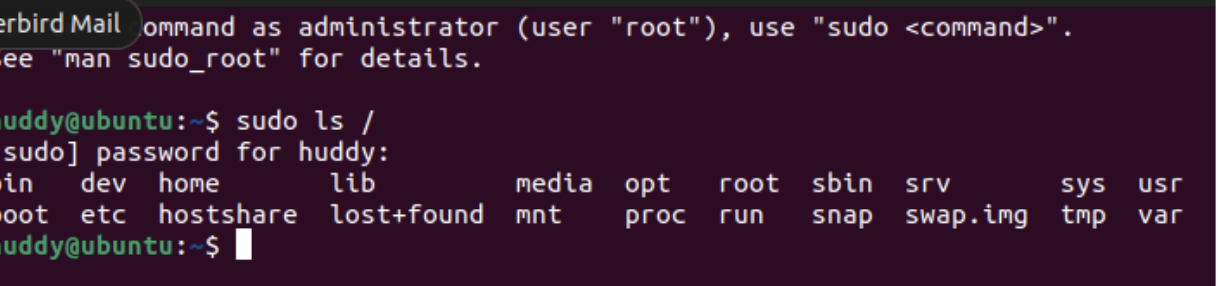 erbird Mail
ommand as administrator (user "root"), use "sudo <command>".
ee "man sudo_root" for details.
uddy@ubuntu:~$ sudo ls /
sudo] password for huddy:
in dev home lib media opt root sbin srv sys usr
oot etc hostshare lost+found mnt proc run snap swap.img tmp var
uddy@ubuntu:~$